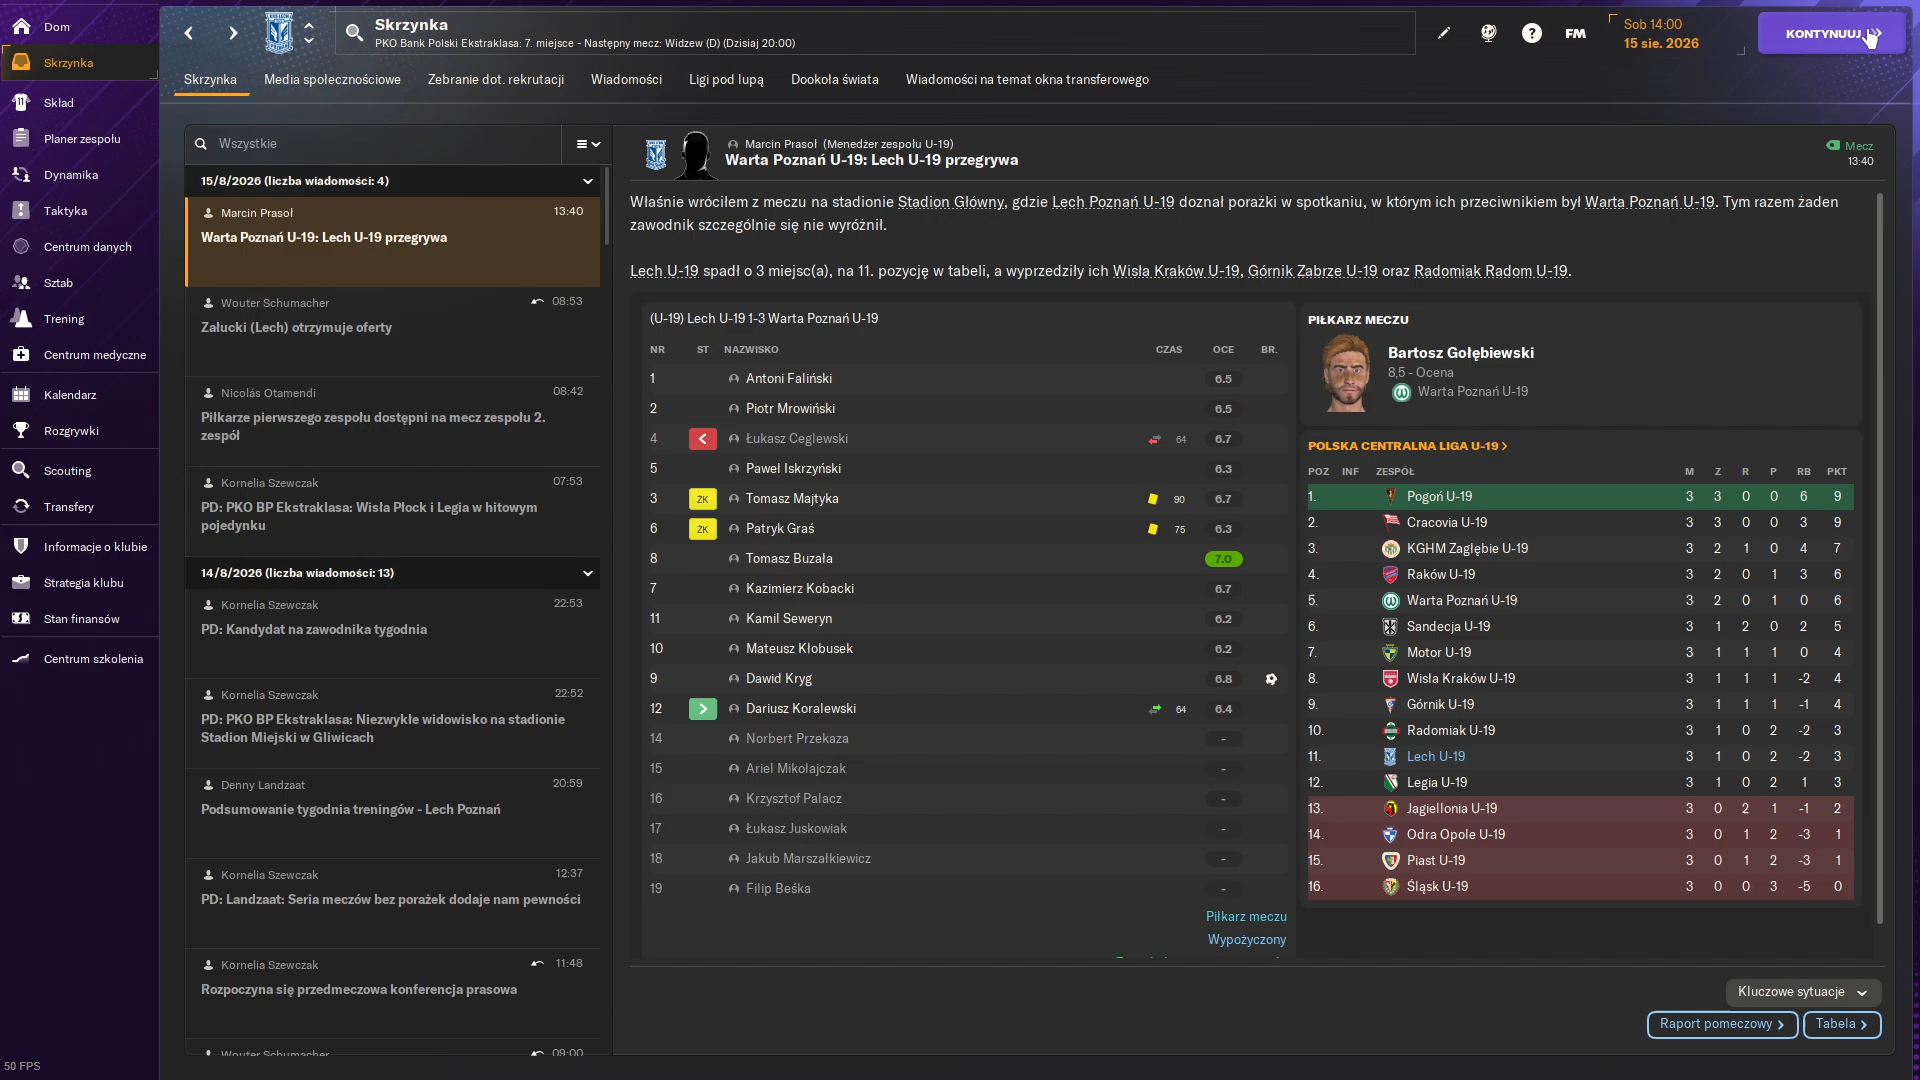 Dom
Skrzynka
Skład
Planer zespołu
Dynamika
Taktyka
Centrum danych
Sztab
Trening
Centrum medyczne
Kalendarz
Rozgrywki
Scouting
Transfery
Informacje o klubie
Strategia klubu
Stan finansów
Centrum szkolenia
50 FPS
Skrzynka
PKO Bank Polski Ekstraklasa: 7. miejsce - Następny mecz: Widzew (D) (Dzisiaj 20:00)
FM
Sob 14:00
15 sie. 2026
KONTYNUUJ
Skrzynka
Media społecznościowe
Zebranie dot. rekrutacji
Wiadomości
Ligi pod lupą
Dookoła świata
Wiadomości na temat okna transferowego
Wszystkie
15/8/2026 (liczba wiadomości: 4)
Marcin Prasol 13:40
Warta Poznań U-19: Lech U-19 przegrywa
Wouter Schumacher 08:53
Załucki (Lech) otrzymuje oferty
Nicolás Otamendi 08:42
Piłkarze pierwszego zespołu dostępni na mecz zespołu 2.
zespół
Kornelia Szewczak 07:53
PD: PKO BP Ekstraklasa: Wisła Płock i Legia w hitowym
pojedynku
14/8/2026 (liczba wiadomości: 13)
Kornelia Szewczak 22:53
PD: Kandydat na zawodnika tygodnia
Kornelia Szewczak 22:52
PD: PKO BP Ekstraklasa: Niezwykłe widowisko na stadionie
Stadion Miejski w Gliwicach
Denny Landzaat 20:59
Podsumowanie tygodnia treningów - Lech Poznań
Kornelia Szewczak 12:37
PD: Landzaat: Seria meczów bez porażek dodaje nam pewności
Kornelia Szewczak 11:48
Rozpoczyna się przedmeczowa konferencja prasowa
Wouter Schumacher 09:00
Marcin Prasol (Menedżer zespołu U-19)
Warta Poznań U-19: Lech U-19 przegrywa
Mecz
13:40
Właśnie wróciłem z meczu na stadionie Stadion Główny, gdzie Lech Poznań U-19 doznał porażki w spotkaniu, w którym ich przeciwnikiem był Warta Poznań U-19. Tym razem żaden
zawodnik szczególnie się nie wyróżnił.
Lech U-19 spadł o 3 miejsc(a), na 11. pozycję w tabeli, a wyprzedziły ich Wisła Kraków U-19, Górnik Zabrze U-19 oraz Radomiak Radom U-19.
(U-19) Lech U-19 1-3 Warta Poznań U-19
NR ST NAZWISKO CZAS OCE BR.
1 Antoni Faliński 6.5
2 Piotr Mrowiński 6.5
4 Łukasz Ceglewski 64 6.7
5 Paweł Iskrzyński 6.3
3 ŻK Tomasz Majtyka 90 6.7
6 ŻK Patryk Graś 75 6.3
8 Tomasz Buzała 7.0
7 Kazimierz Kobacki 6.7
11 Kamil Seweryn 6.2
10 Mateusz Kłobusek 6.2
9 Dawid Kryg 6.8
12 Dariusz Koralewski 64 6.4
14 Norbert Przekaza -
15 Ariel Mikołajczak -
16 Krzysztof Palacz -
17 Łukasz Juskowiak -
18 Jakub Marszałkiewicz -
19 Filip Beśka -
Piłkarz meczu
Wypożyczony
PIŁKARZ MECZU
Bartosz Gołębiewski
8,5 - Ocena
Warta Poznań U-19
POLSKA CENTRALNA LIGA U-19
POZ INF ZESPÓŁ M Z R P RB PKT
1. Pogoń U-19 3 3 0 0 6 9
2. Cracovia U-19 3 3 0 0 3 9
3. KGHM Zagłębie U-19 3 2 1 0 4 7
4. Raków U-19 3 2 0 1 3 6
5. Warta Poznań U-19 3 2 0 1 0 6
6. Sandecja U-19 3 1 2 0 2 5
7. Motor U-19 3 1 1 1 0 4
8. Wisła Kraków U-19 3 1 1 1 -2 4
9. Górnik U-19 3 1 1 1 -1 4
10. Radomiak U-19 3 1 0 2 -2 3
11. Lech U-19 3 1 0 2 -2 3
12. Legia U-19 3 1 0 2 1 3
13. Jagiellonia U-19 3 0 2 1 -1 2
14. Odra Opole U-19 3 0 1 2 -3 1
15. Piast U-19 3 0 1 2 -3 1
16. Śląsk U-19 3 0 0 3 -5 0
Kluczowe sytuacje
Raport pomeczowy
Tabela